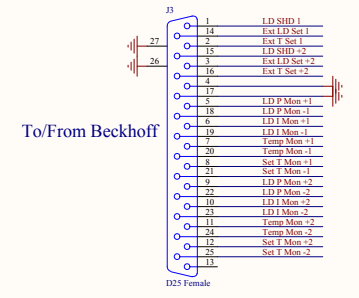 J3
1 LD SHD 1
14 Ext LD Set 1
2 Ext T Set 1
15 LD SHD +2
3 Ext LD Set +2
16 Ext T Set +2
4
17
5 LD P Mon +1
18 LD P Mon -1
6 LD I Mon +1
19 LD I Mon -1
7 Temp Mon +1
20 Temp Mon -1
8 Set T Mon +1
21 Set T Mon -1
9 LD P Mon +2
22 LD P Mon -2
10 LD I Mon +2
23 LD I Mon -2
11 Temp Mon +2
24 Temp Mon -2
12 Set T Mon +2
25 Set T Mon -2
13
27
26
To/From Beckhoff
D25 Female